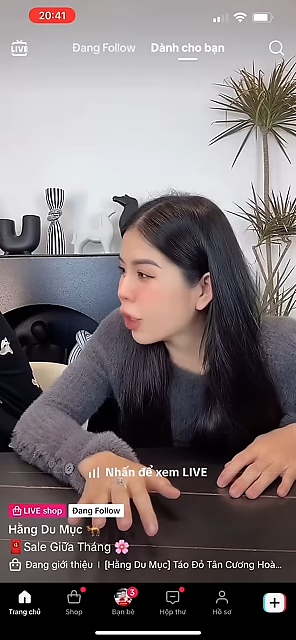 20:41
LIVE
Đang Follow
Dành cho bạn
Nhấn để xem LIVE
LIVE shop
Đang Follow
Hằng Du Mục 🐪
🧧Sale Giữa Tháng 🌸
Đang giới thiệu | [Hằng Du Mục] Táo Đỏ Tân Cương Hoà...
3
Trang chủ
Shop
Bạn bè
Hộp thư
Hồ sơ